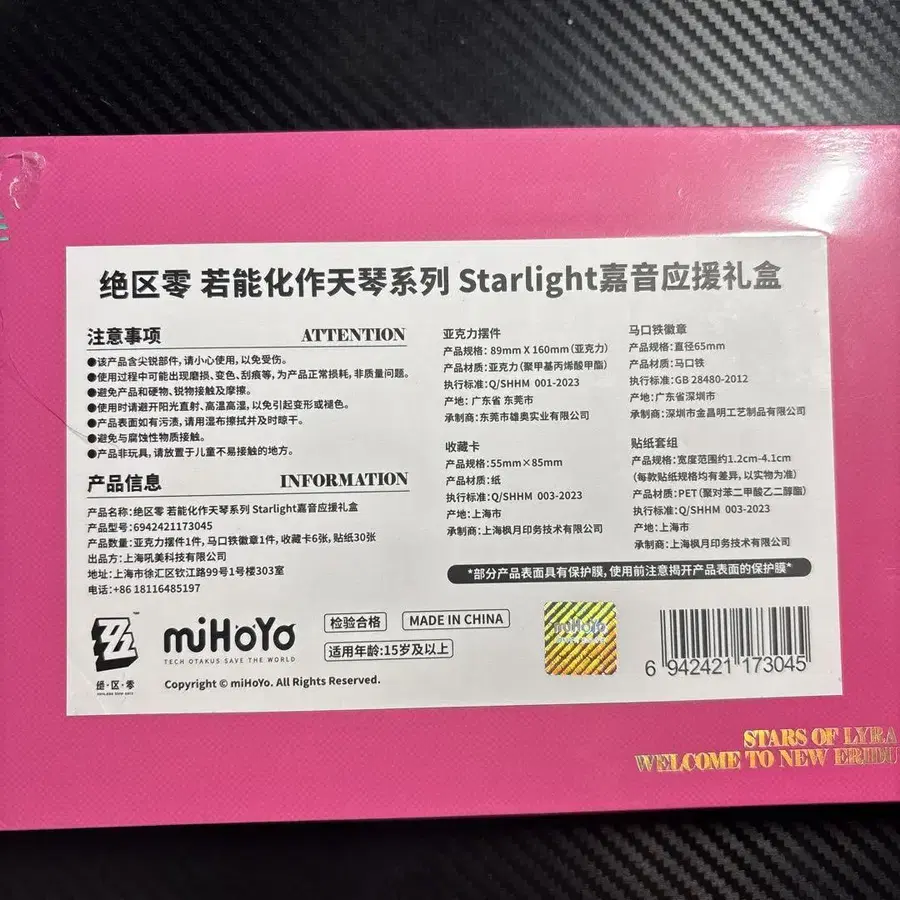 绝区零 若能化作天琴系列 Starlight嘉音应援礼盒
注意事项 ATTENTION
●该产品含尖锐部件,请小心使用,以免受伤。
●使用过程中可能出现磨损、变色、刮痕等,为产品正常损耗,非质量问题。
●避免产品和硬物、锐物接触及摩擦。
●使用时请避开阳光直射、高温高湿,以免引起变形或褪色。
●产品表面如有污渍,请用湿布擦拭并及时晾干。
●避免与腐蚀性物质接触。
●产品非玩具,请放置于儿童不易接触的地方。
产品信息 INFORMATION
产品名称:绝区零 若能化作天琴系列 Starlight嘉音应援礼盒
产品型号:6942421173045
产品数量:亚克力摆件1件,马口铁徽章1件,收藏卡6张,贴纸30张
出品方:上海吼美科技有限公司
地址:上海市徐汇区钦江路99号1号楼303室
电话:+86 18116485197
亚克力摆件
产品规格: 89mm X 160mm(亚克力)
产品材质:亚克力(聚甲基丙烯酸甲酯)
执行标准:Q/SHHM 001-2023
产地: 广东省 东莞市
承制商:东莞市雄奥实业有限公司
收藏卡
产品规格:55mm×85mm
产品材质:纸
执行标准:Q/SHHM 003-2023
产地:上海市
承制商:上海枫月印务技术有限公司
马口铁徽章
产品规格:直径65mm
产品材质:马口铁
执行标准:GB 28480-2012
产地:广东省深圳市
承制商:深圳市金昌明工艺制品有限公司
贴纸套组
产品规格:宽度范围约1.2cm-4.1cm
(每款贴纸规格均有差异,以实物为准)
产品材质:PET(聚对苯二甲酸乙二醇酯)
执行标准:Q/SHHM 003-2023
产地:上海市
承制商:上海枫月印务技术有限公司
*部分产品表面具有保护膜,使用前注意揭开产品表面的保护膜*
绝·区·零
miHoYo
TECH OTAKUS SAVE THE WORLD
检验合格 MADE IN CHINA
适用年龄:15岁及以上
Copyright © miHoYo. All Rights Reserved.
miHoYo
6 942421 173045
STARS OF LYRA
WELCOME TO NEW ERIDU